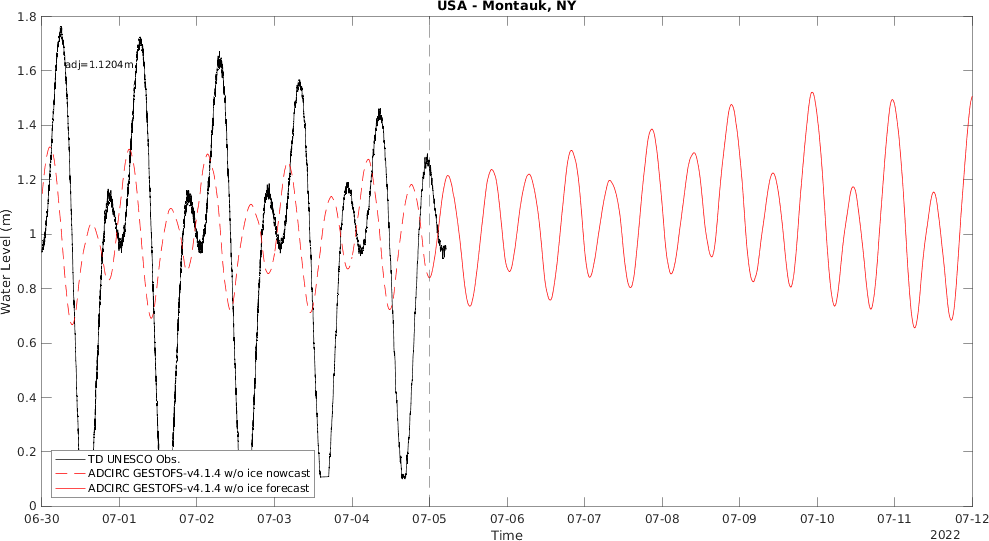 USA - Montauk, NY
1.8
1.6
1.4
1.2
1
0.8
0.6
0.4
0.2
0
Water Level (m)
adj=1.1204m
TD UNESCO Obs.
ADCIRC GESTOFS-v4.1.4 w/o ice nowcast
ADCIRC GESTOFS-v4.1.4 w/o ice forecast
06-30 07-01 07-02 07-03 07-04 07-05 07-06 07-07 07-08 07-09 07-10 07-11 07-12
Time
2022